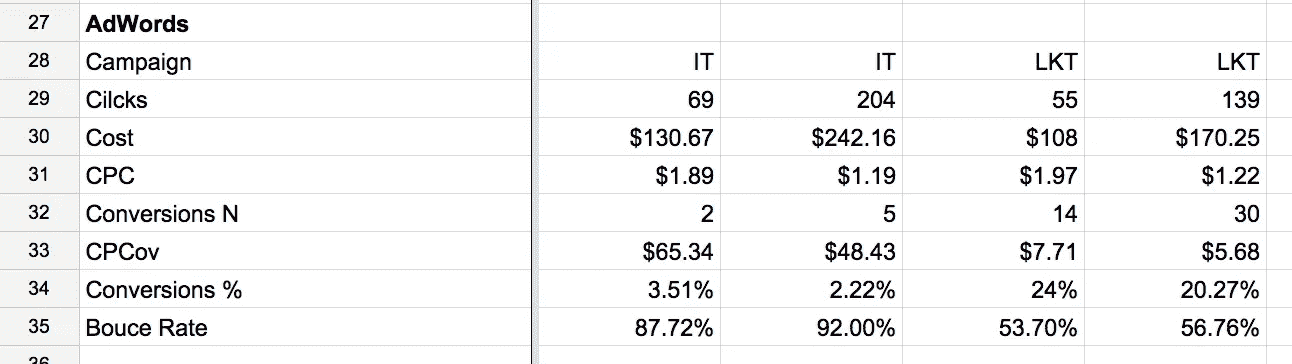 27 AdWords
28 Campaign IT IT LKT LKT
29 Cilcks 69 204 55 139
30 Cost $130.67 $242.16 $108 $170.25
31 CPC $1.89 $1.19 $1.97 $1.22
32 Conversions N 2 5 14 30
33 CPCov $65.34 $48.43 $7.71 $5.68
34 Conversions % 3.51% 2.22% 24% 20.27%
35 Bouce Rate 87.72% 92.00% 53.70% 56.76%
36